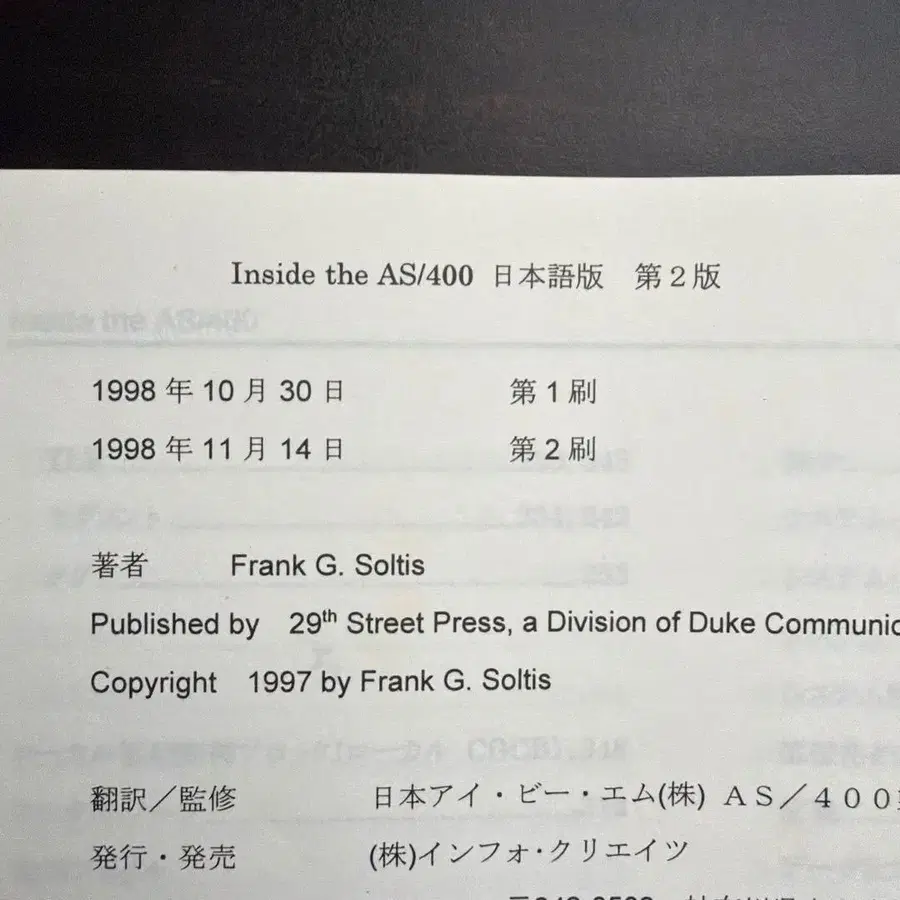 Inside the AS/400 日本語版 第２版
1998 年 10 月 30 日 第 1 刷
1998 年 11 月 14 日 第 2 刷
著者 Frank G. Soltis
Published by 29th Street Press, a Division of Duke
Copyright 1997 by Frank G. Soltis
翻訳／監修 日本アイ・ビー・エム(株) ＡＳ／４００
発行・発売 (株)インフォ・クリエイツ